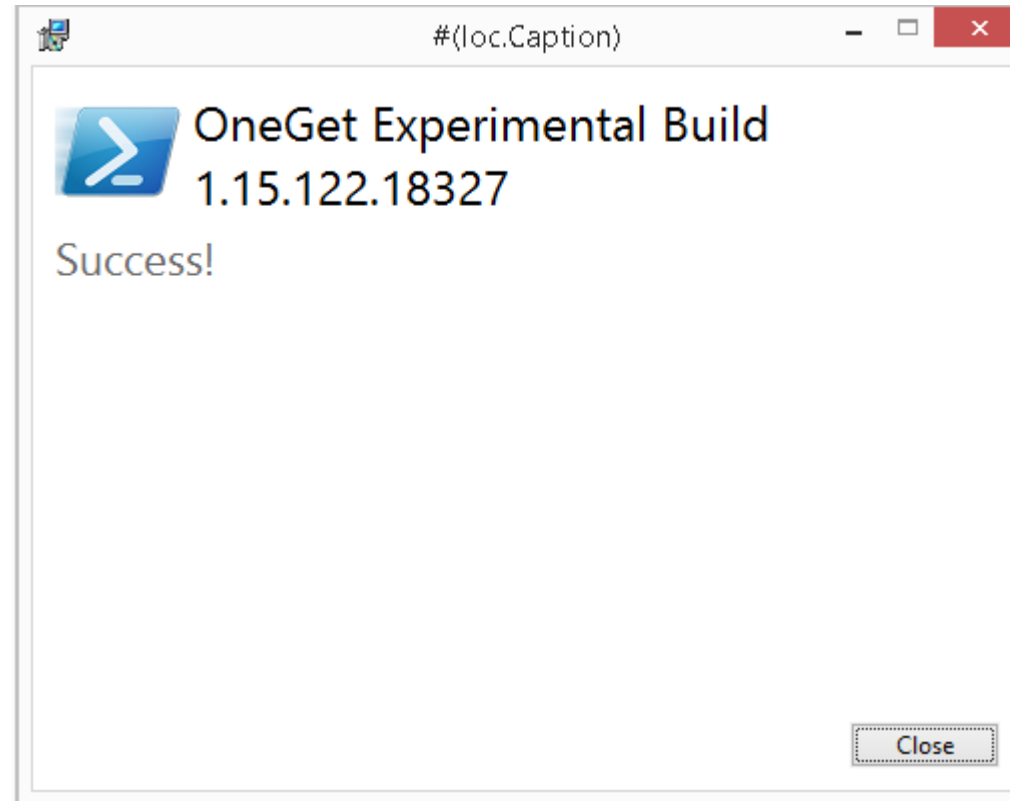 #(loc.Caption)
OneGet Experimental Build
1.15.122.18327
Success!
Close